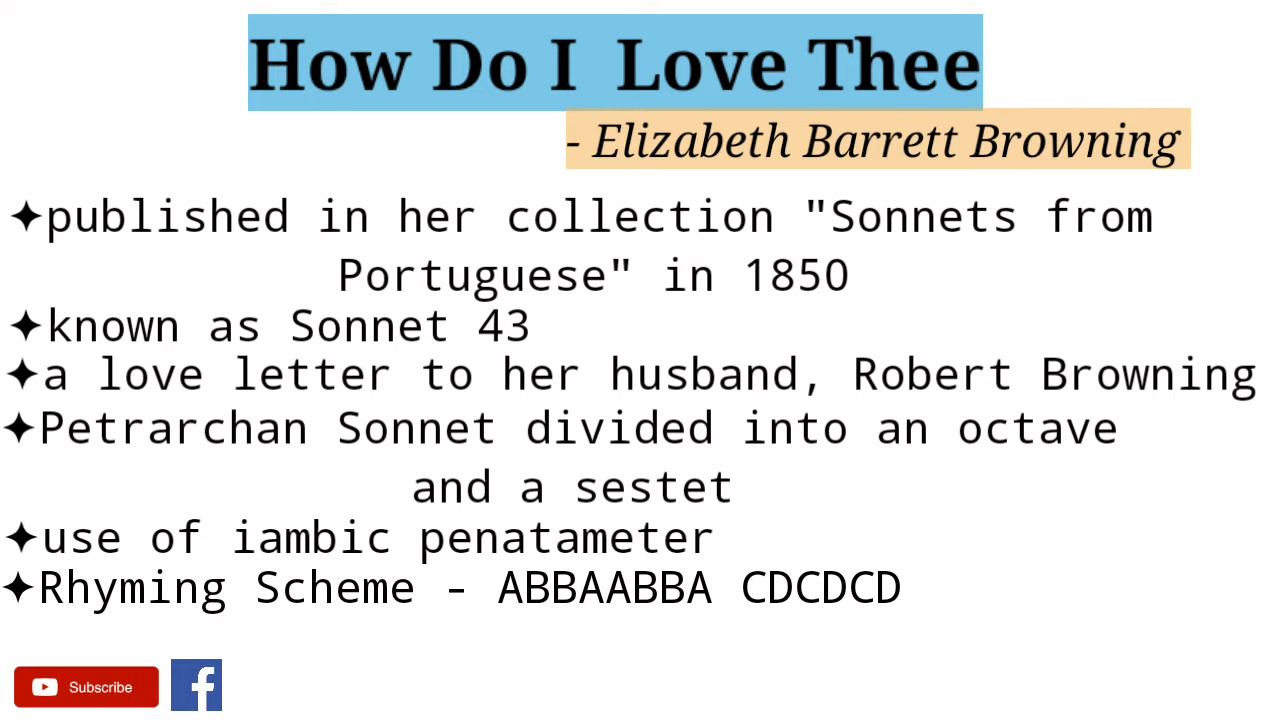 How Do I Love Thee
- Elizabeth Barrett Browning
✦published in her collection "Sonnets from
Portuguese" in 1850
✦known as Sonnet 43
✦a love letter to her husband, Robert Browning
✦Petrarchan Sonnet divided into an octave
and a sestet
✦use of iambic penatameter
✦Rhyming Scheme - ABBAABBA CDCDCD
Subscribe